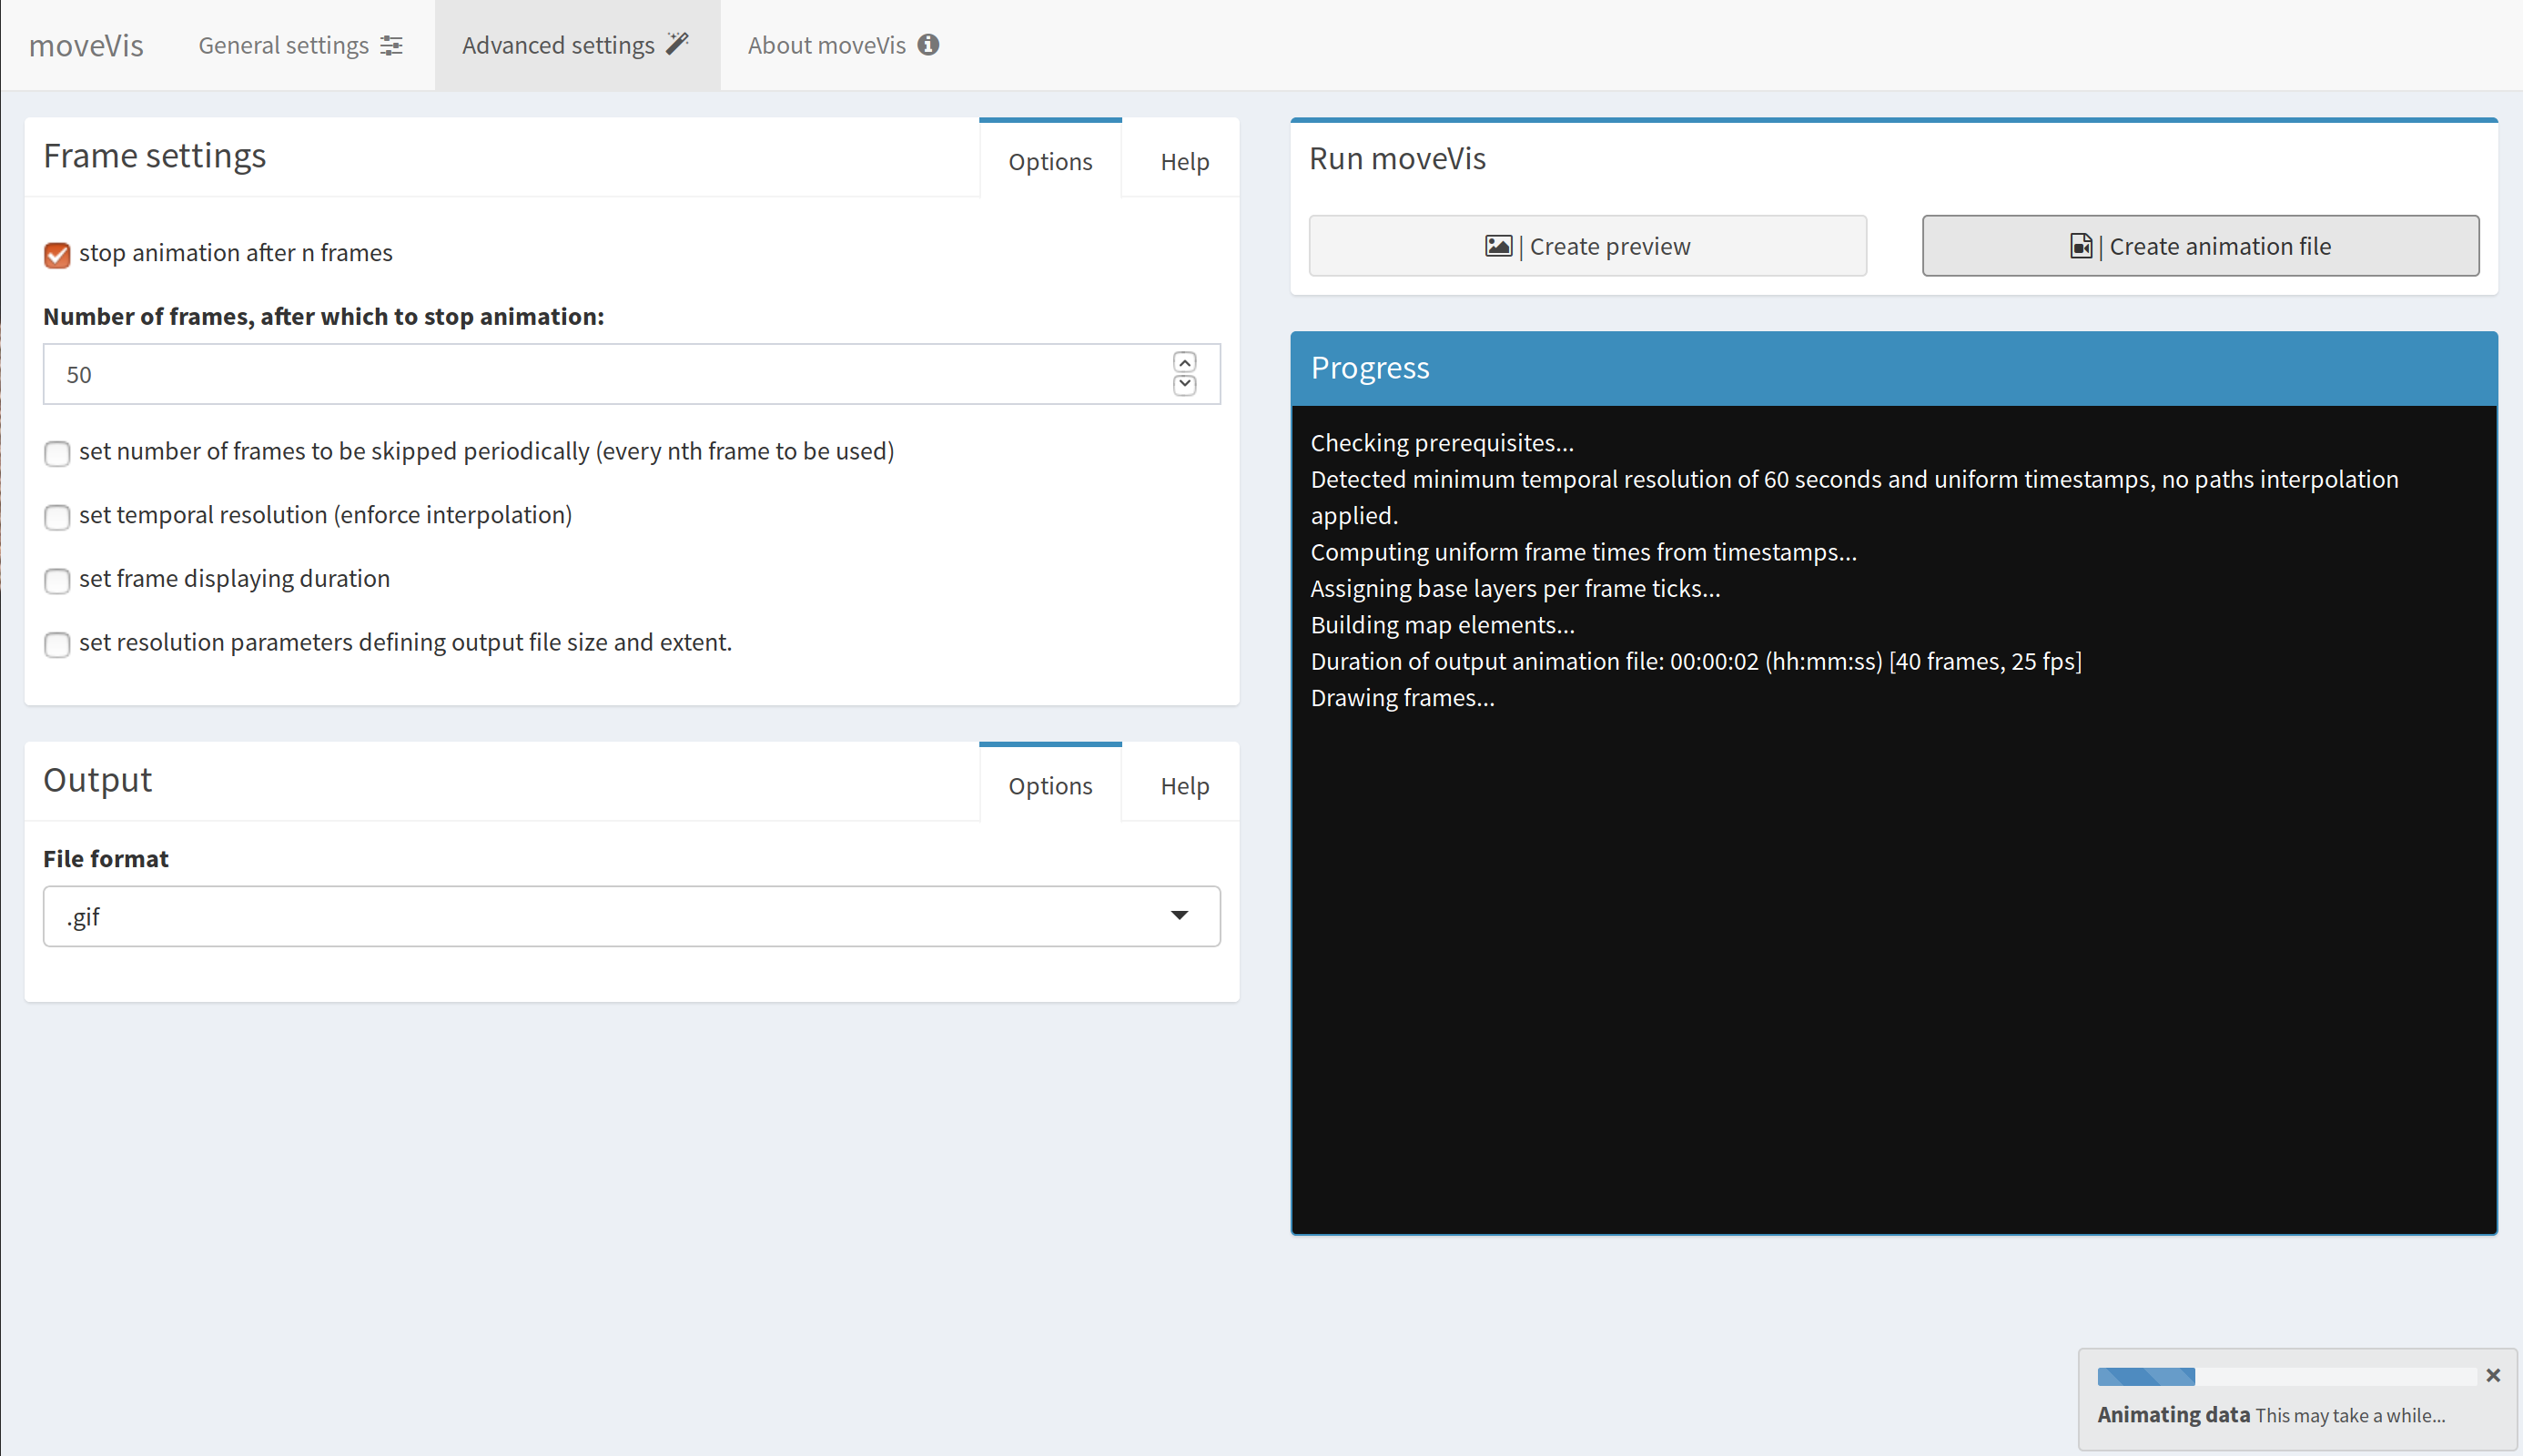 moveVis
General settings
Advanced settings
About moveVis
Frame settings
Options
Help
stop animation after n frames
Number of frames, after which to stop animation:
50
set number of frames to be skipped periodically (every nth frame to be used)
set temporal resolution (enforce interpolation)
set frame displaying duration
set resolution parameters defining output file size and extent.
Output
Options
Help
File format
.gif
Run moveVis
| Create preview
| Create animation file
Progress
Checking prerequisites...
Detected minimum temporal resolution of 60 seconds and uniform timestamps, no paths interpolation
applied.
Computing uniform frame times from timestamps...
Assigning base layers per frame ticks...
Building map elements...
Duration of output animation file: 00:00:02 (hh:mm:ss) [40 frames, 25 fps]
Drawing frames...
Animating data This may take a while...